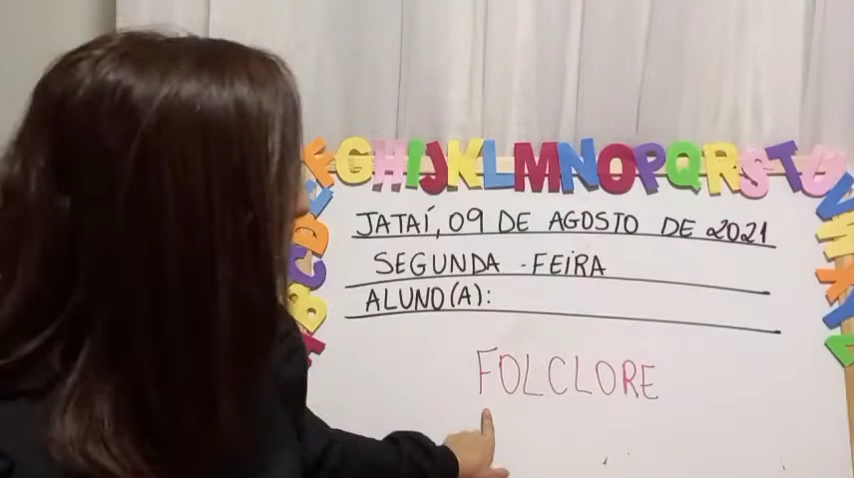 F G H I J K L M N O P Q R S T U
JATAÍ, 09 DE AGOSTO DE 2021
SEGUNDA - FEIRA
ALUNO(A):
FOLCLORE